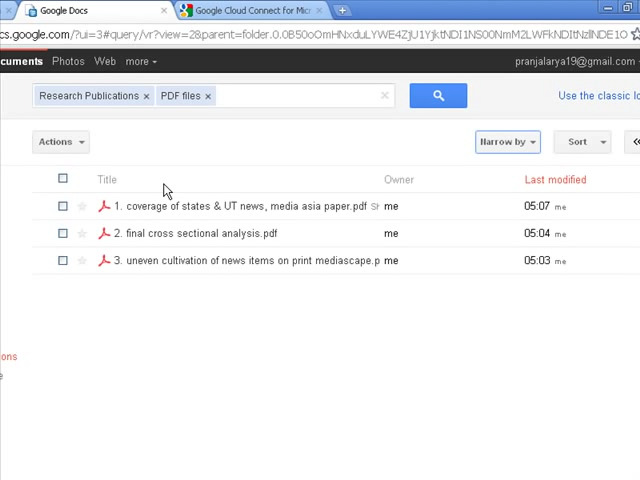 Google Docs × Google Cloud Connect for Micr ×
cs.google.com/?ui=3#query/vr?view=2&parent=folder.0.0B50oOmHNxduLYWE4ZjU1YjktNDI1NS00NmM2LWFkNDItNzllNDE1O
cuments Photos Web more pranjalarya19@gmail.com
Research Publications × PDF files × × Use the classic lo
Actions Narrow by Sort
Title Owner Last modified
1. coverage of states & UT news, media asia paper.pdf Sh me 05:07 me
2. final cross sectional analysis.pdf me 05:04 me
3. uneven cultivation of news items on print mediascape.p me 05:03 me
ons
e